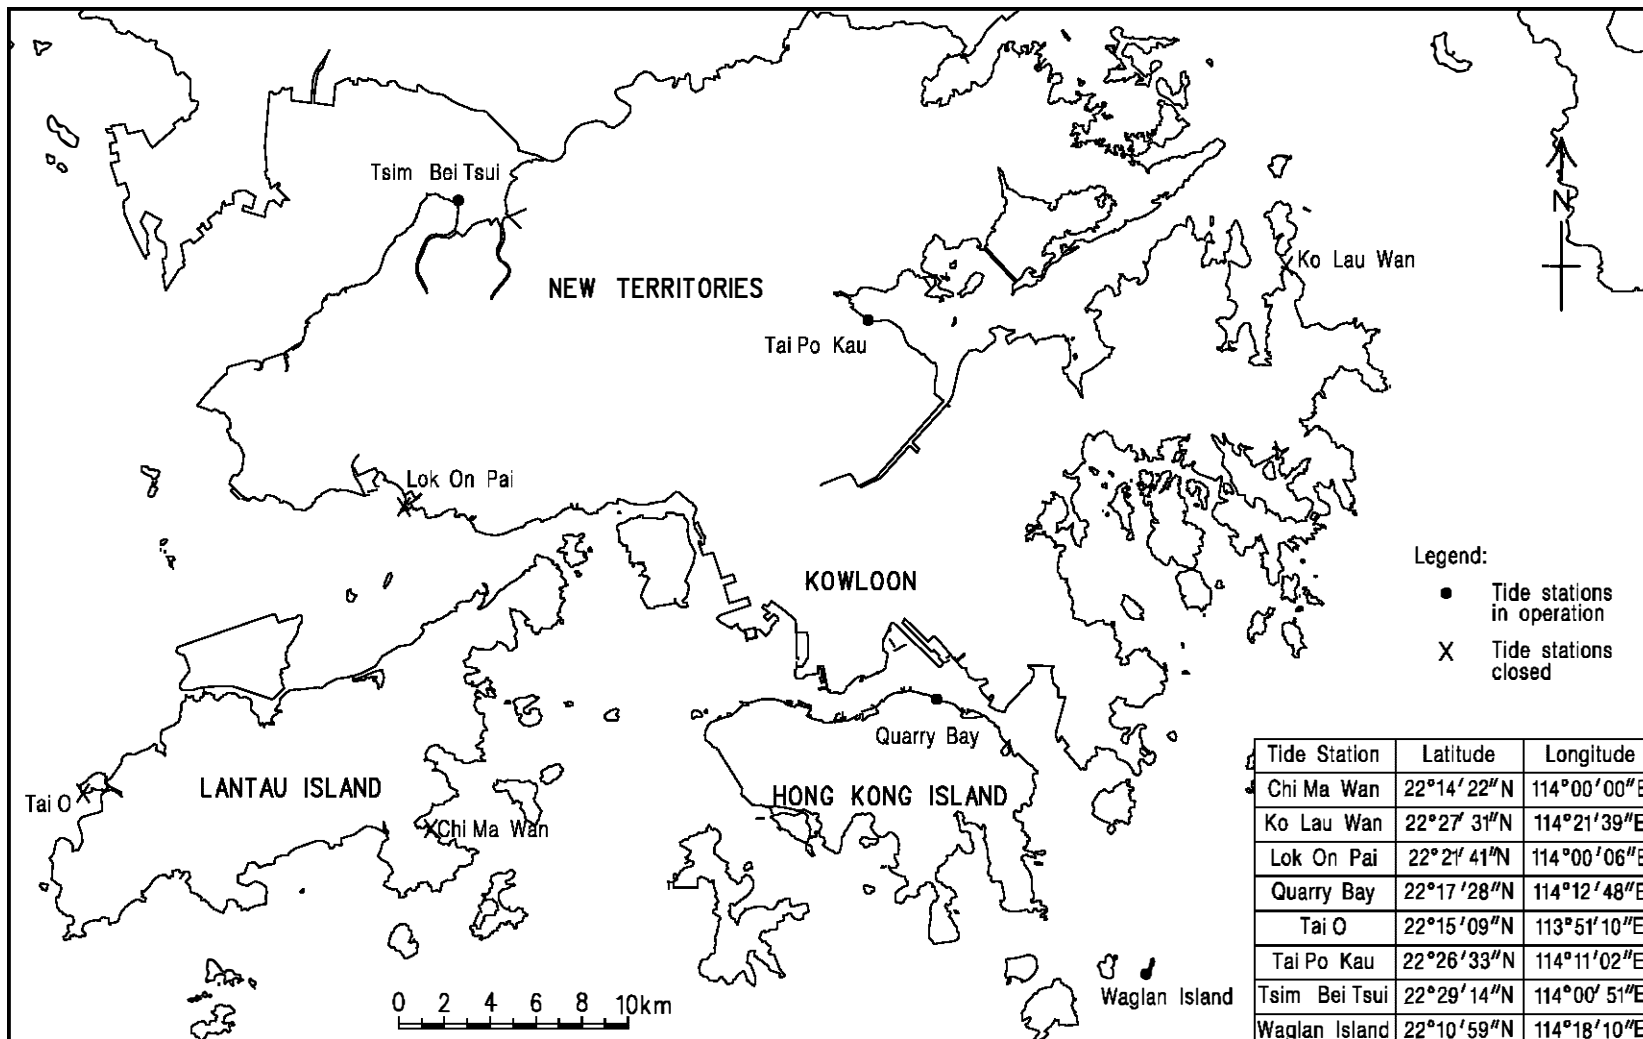 Tsim Bei Tsui
N
Ko Lau Wan
NEW TERRITORIES
Tai Po Kau
Lok On Pai
KOWLOON
Legend:
Tide stations
in operation
X Tide stations
closed
Quarry Bay
LANTAU ISLAND
HONG KONG ISLAND
Tai O
Chi Ma Wan
Waglan Island
0 2 4 6 8 10km
Tide Station Latitude Longitude
Chi Ma Wan 22°14'22"N 114°00'00"E
Ko Lau Wan 22°27'31"N 114°21'39"E
Lok On Pai 22°21'41"N 114°00'06"E
Quarry Bay 22°17'28"N 114°12'48"E
Tai O 22°15'09"N 113°51'10"E
Tai Po Kau 22°26'33"N 114°11'02"E
Tsim Bei Tsui 22°29'14"N 114°00'51"E
Waglan Island 22°10'59"N 114°18'10"E